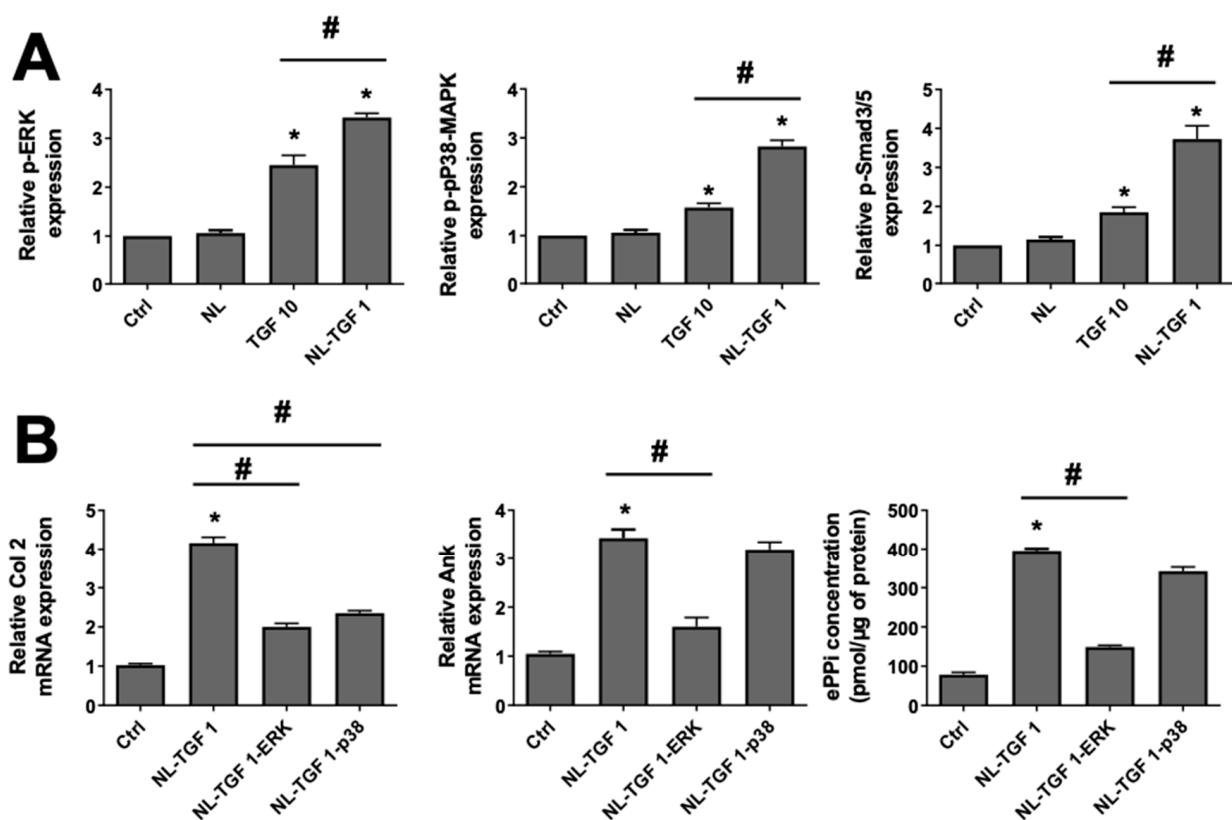 A
Relative p-ERK
expression
4
3
2
1
0
#
*
*
Ctrl
NL
TGF 10
NL-TGF 1
Relative p-pP38-MAPK
expression
4
3
2
1
0
#
*
*
Ctrl
NL
TGF 10
NL-TGF 1
Relative p-Smad3/5
expression
5
4
3
2
1
0
#
*
*
Ctrl
NL
TGF 10
NL-TGF 1
B
Relative Col 2
mRNA expression
5
4
3
2
1
0
#
#
*
Ctrl
NL-TGF 1
NL-TGF 1-ERK
NL-TGF 1-p38
Relative Ank
mRNA expression
4
3
2
1
0
#
*
Ctrl
NL-TGF 1
NL-TGF 1-ERK
NL-TGF 1-p38
ePPi concentration
(pmol/µg of protein)
500
400
300
200
100
0
#
*
Ctrl
NL-TGF 1
NL-TGF 1-ERK
NL-TGF 1-p38